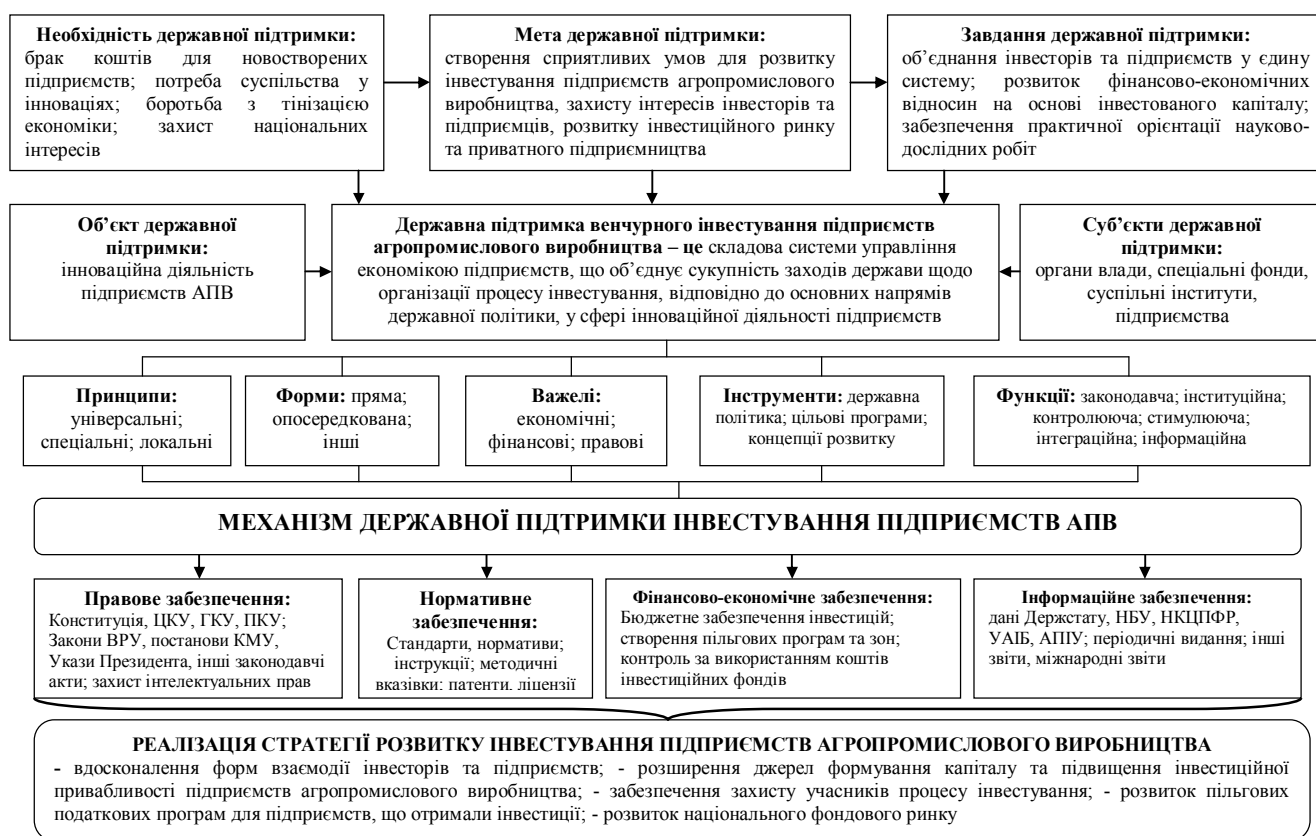 Необхідність державної підтримки:
брак коштів для новостворених
підприємств; потреба суспільства у
інноваціях; боротьба з тінізацією
економіки; захист національних
інтересів
Мета державної підтримки:
створення сприятливих умов для розвитку
інвестування підприємств агропромислового
виробництва, захисту інтересів інвесторів та
підприємців, розвитку інвестиційного ринку
та приватного підприємництва
Завдання державної підтримки:
об’єднання інвесторів та підприємств у єдину
систему; розвиток фінансово-економічних
відносин на основі інвестованого капіталу;
забезпечення практичної орієнтації науково-
дослідних робіт
Об’єкт державної
підтримки:
інноваційна діяльність
підприємств АПВ
Державна підтримка венчурного інвестування підприємств
агропромислового виробництва – це складова системи управління
економікою підприємств, що об’єднує сукупність заходів держави щодо
організації процесу інвестування, відповідно до основних напрямів
державної політики, у сфері інноваційної діяльності підприємств
Суб’єкти державної
підтримки:
органи влади, спеціальні фонди,
суспільні інститути,
підприємства
Принципи:
універсальні;
спеціальні; локальні
Форми: пряма;
опосередкована;
інші
Важелі:
економічні;
фінансові; правові
Інструменти: державна
політика; цільові програми;
концепції розвитку
Функції: законодавча; інституційна;
контролююча; стимулююча;
інтеграційна; інформаційна
МЕХАНІЗМ ДЕРЖАВНОЇ ПІДТРИМКИ ІНВЕСТУВАННЯ ПІДПРИЄМСТВ АПВ
Правове забезпечення:
Конституція, ЦКУ, ГКУ, ПКУ;
Закони ВРУ, постанови КМУ,
Укази Президента, інші законодавчі
акти; захист інтелектуальних прав
Нормативне
забезпечення:
Стандарти, нормативи;
інструкції; методичні
вказівки; патенти, ліцензії
Фінансово-економічне забезпечення:
Бюджетне забезпечення інвестицій;
створення пільгових програм та зон;
контроль за використанням коштів
інвестиційних фондів
Інформаційне забезпечення:
дані Держстату, НБУ, НКЦПФР,
УАІБ, АПІУ; періодичні видання; інші
звіти, міжнародні звіти
РЕАЛІЗАЦІЯ СТРАТЕГІЇ РОЗВИТКУ ІНВЕСТУВАННЯ ПІДПРИЄМСТВ АГРОПРОМИСЛОВОГО ВИРОБНИЦТВА
- вдосконалення форм взаємодії інвесторів та підприємств; - розширення джерел формування капіталу та підвищення інвестиційної
привабливості підприємств агропромислового виробництва; - забезпечення захисту учасників процесу інвестування; - розвиток пільгових
податкових програм для підприємств, що отримали інвестиції; - розвиток національного фондового ринку